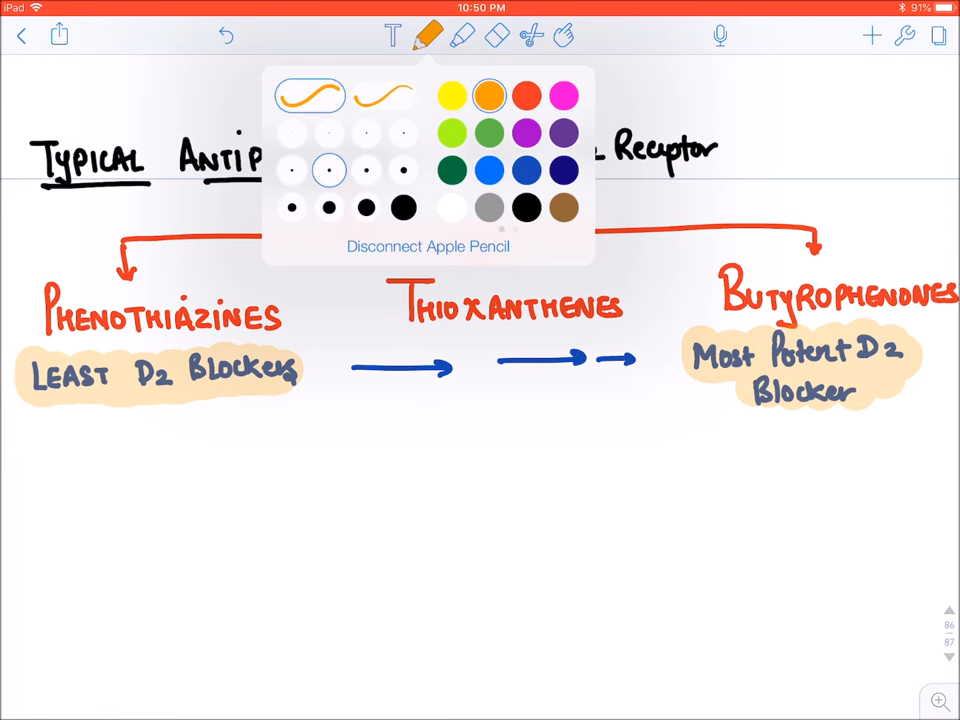 iPad 10:50 PM 91%
T
TYPICAL ANTIP Receptor
Disconnect Apple Pencil
PHENOTHIAZINES THIOXANTHENES BUTYROPHENONES
LEAST D2 BLOCKERS Most Potent D2
Blocker
86
87